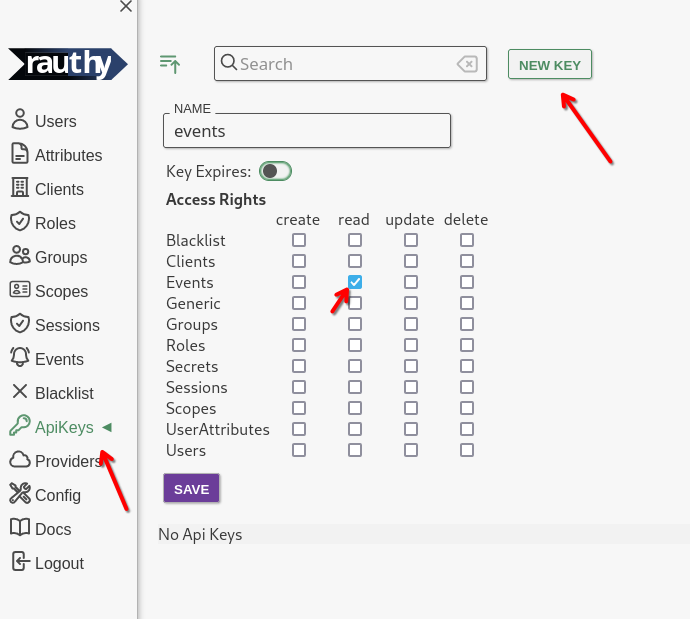 rauthy
Users
Attributes
Clients
Roles
Groups
Scopes
Sessions
Events
Blacklist
ApiKeys
Providers
Config
Docs
Logout
Search
NEW KEY
NAME
events
Key Expires:
Access Rights
create read update delete
Blacklist
Clients
Events
Generic
Groups
Roles
Secrets
Sessions
Scopes
UserAttributes
Users
SAVE
No Api Keys